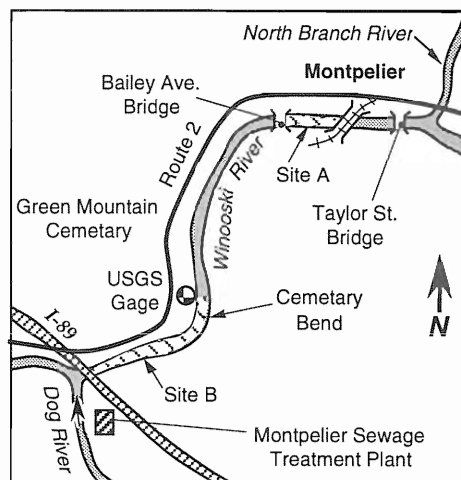 North Branch River
Montpelier
Bailey Ave.
Bridge
Route 2
River
Winooski
Site A
Taylor St.
Bridge
Green Mountain
Cemetary
USGS
Gage
Cemetary
Bend
N
I-89
Site B
Dog River
Montpelier Sewage
Treatment Plant